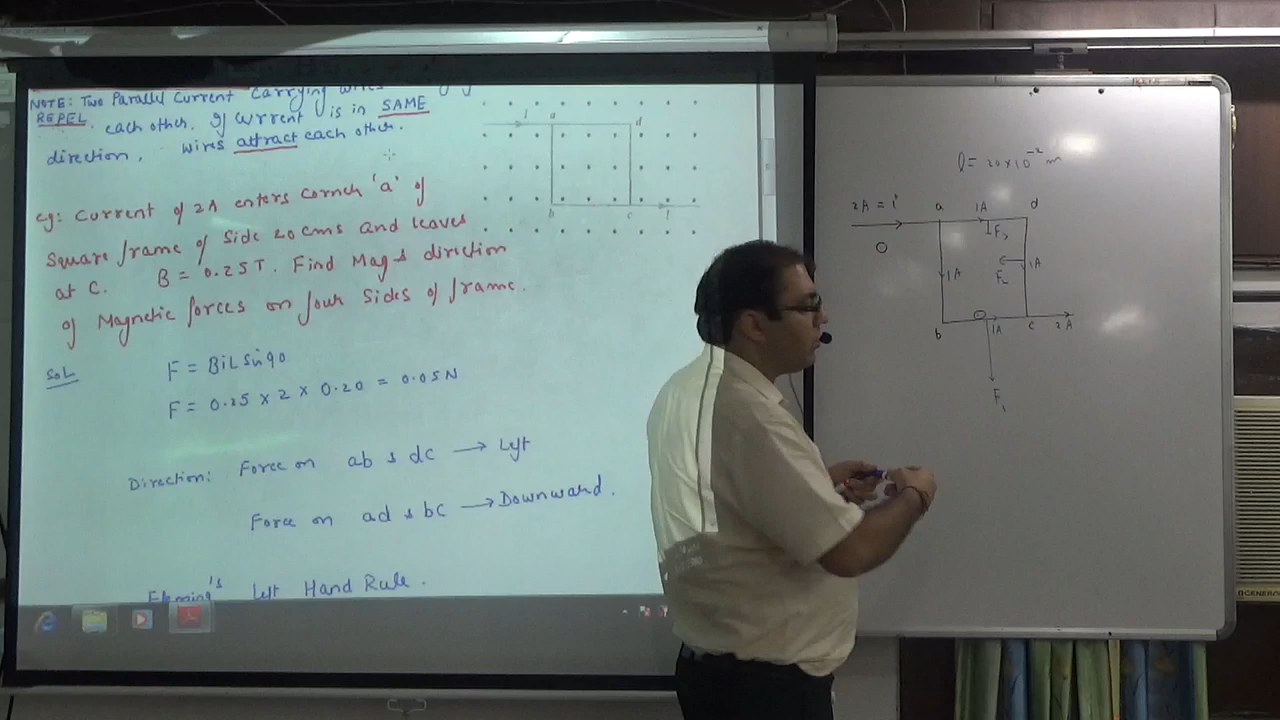 NOTE: Two Parallel Current Carrying wires
REPEL each other. If current is in SAME
direction, wires attract each other.
I a d
b c I
eg: Current of 2A enters corner 'a' of
Square frame of side 20 cms and leaves
at C. B = 0.25T. Find Mag & direction
of Magnetic forces on four sides of frame.
Sol F = BiL Sin 90
F = 0.25 × 2 × 0.20 = 0.05 N
Direction: Force on ab & dc → Left
Force on ad & bc → Downward.
Fleming's Left Hand Rule.
l = 20×10⁻² m
2A = i a 1A d
F₂
1A F₂ 1A
b 1A c 2A
F₁
GENERAL